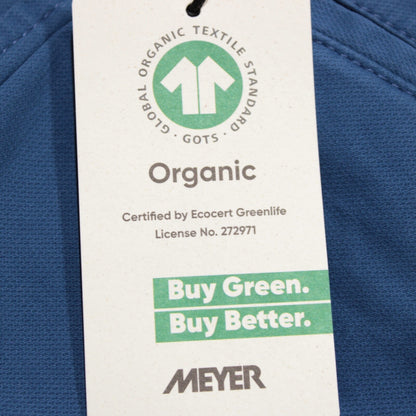 GLOBAL ORGANIC TEXTILE STANDARD · GOTS ·
Organic
Certified by Ecocert Greenlife
License No. 272971
Buy Green.
Buy Better.
MEYER